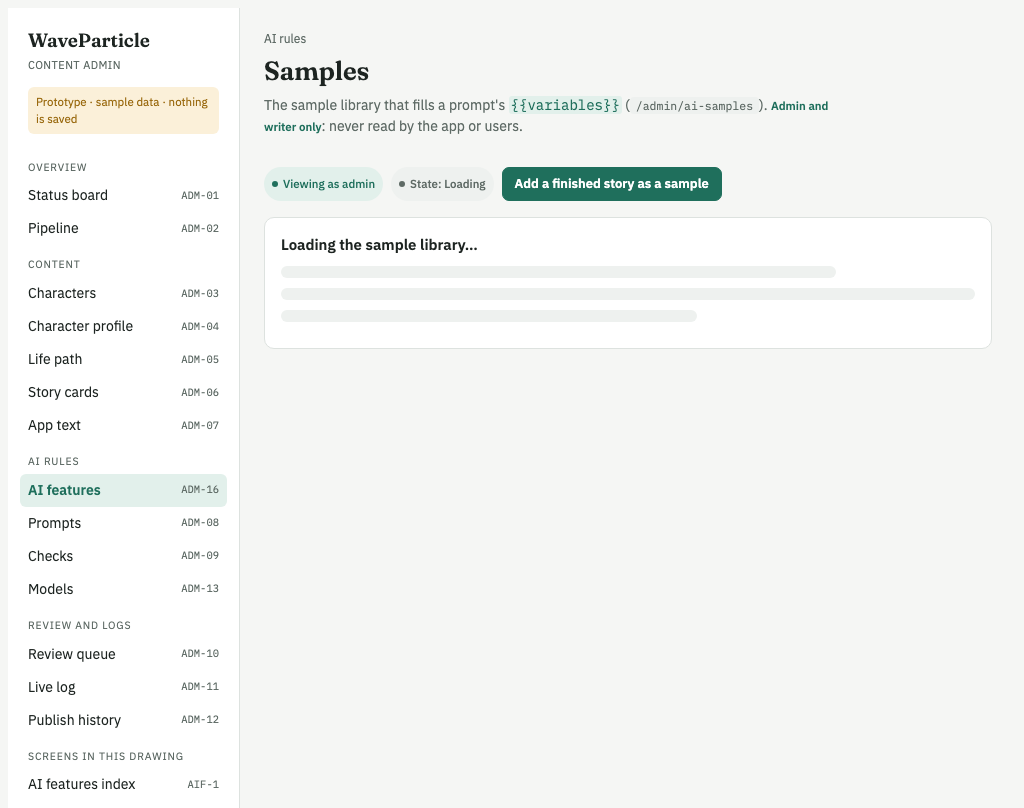 WaveParticle
CONTENT ADMIN
Prototype · sample data · nothing
is saved
OVERVIEW
Status board ADM-01
Pipeline ADM-02
CONTENT
Characters ADM-03
Character profile ADM-04
Life path ADM-05
Story cards ADM-06
App text ADM-07
AI RULES
AI features ADM-16
Prompts ADM-08
Checks ADM-09
Models ADM-13
REVIEW AND LOGS
Review queue ADM-10
Live log ADM-11
Publish history ADM-12
SCREENS IN THIS DRAWING
AI features index AIF-1
AI rules
Samples
The sample library that fills a prompt's {{variables}} ( /admin/ai-samples ). Admin and
writer only: never read by the app or users.
Viewing as admin State: Loading Add a finished story as a sample
Loading the sample library…